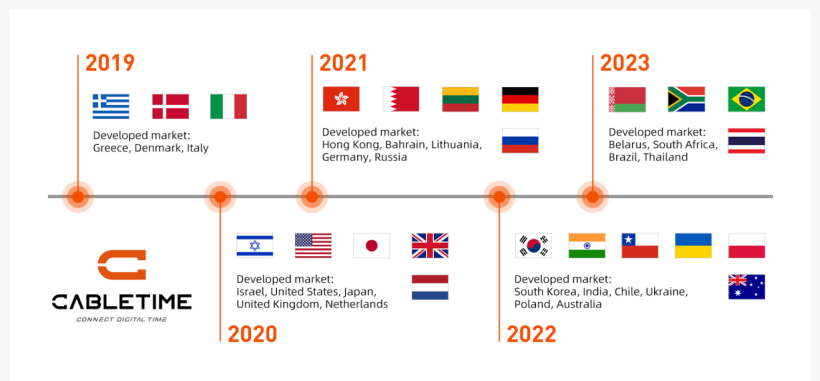 2019
Developed market:
Greece, Denmark, Italy
2021
Developed market:
Hong Kong, Bahrain, Lithuania,
Germany, Russia
2023
Developed market:
Belarus, South Africa,
Brazil, Thailand
CABLETIME
CONNECT DIGITAL TIME
Developed market:
Israel, United States, Japan,
United Kingdom, Netherlands
2020
Developed market:
South Korea, India, Chile, Ukraine,
Poland, Australia
2022